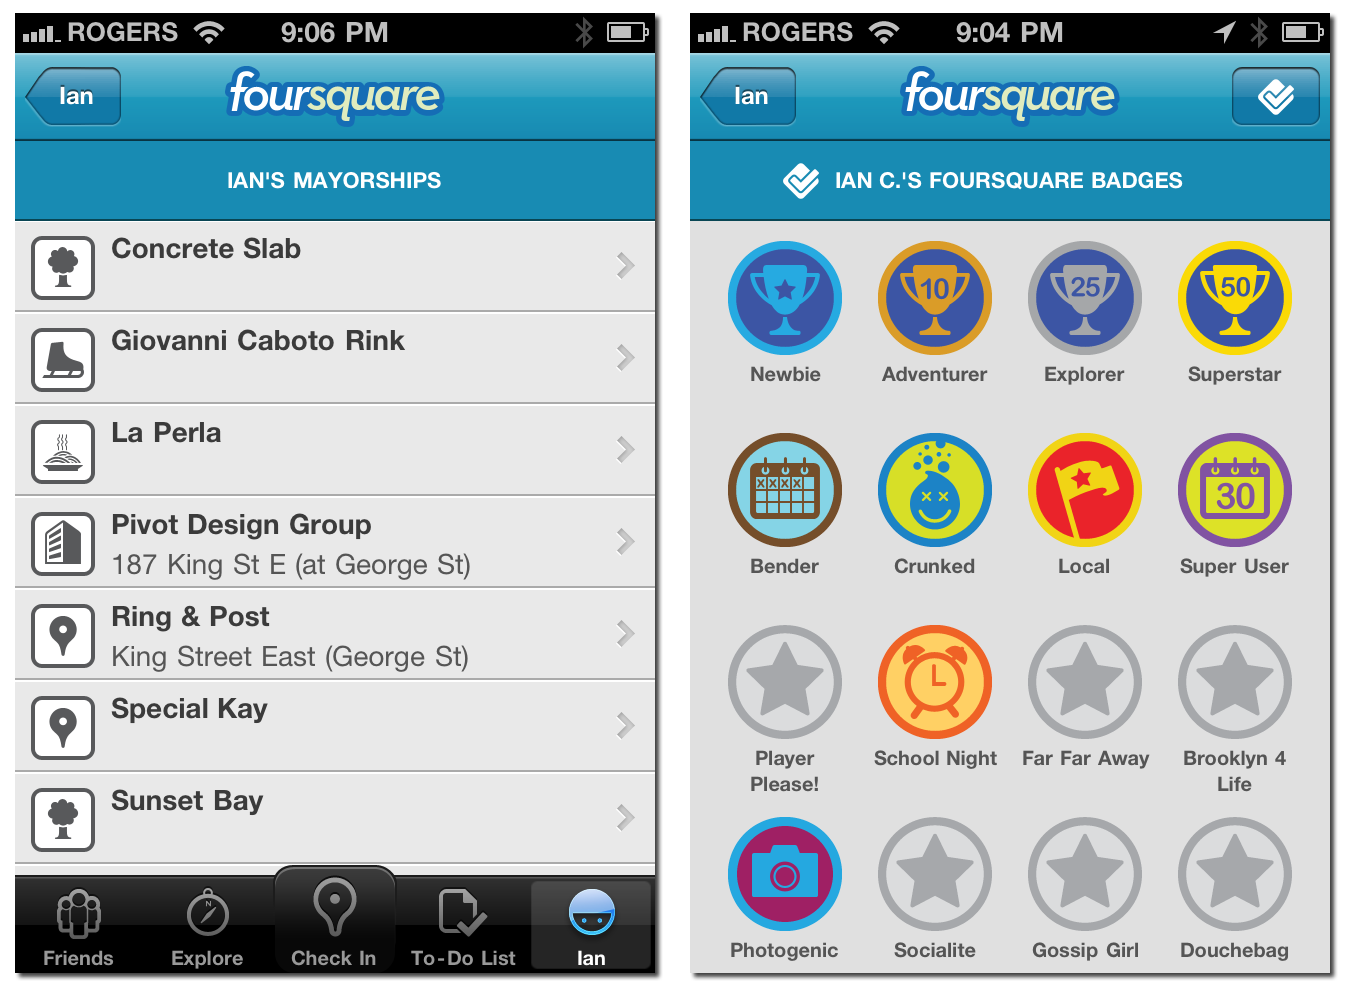 ROGERS 9:06 PM
Ian
foursquare
IAN'S MAYORSHIPS
Concrete Slab
Giovanni Caboto Rink
La Perla
Pivot Design Group
187 King St E (at George St)
Ring & Post
King Street East (George St)
Special Kay
Sunset Bay
Friends
N
Explore
Check In
To-Do List
Ian
ROGERS 9:04 PM
Ian
foursquare
IAN C.'S FOURSQUARE BADGES
10
25
50
Newbie
Adventurer
Explorer
Superstar
X X X X
X X
30
Bender
Crunked
Local
Super User
Player
Please!
School Night
Far Far Away
Brooklyn 4
Life
Photogenic
Socialite
Gossip Girl
Douchebag